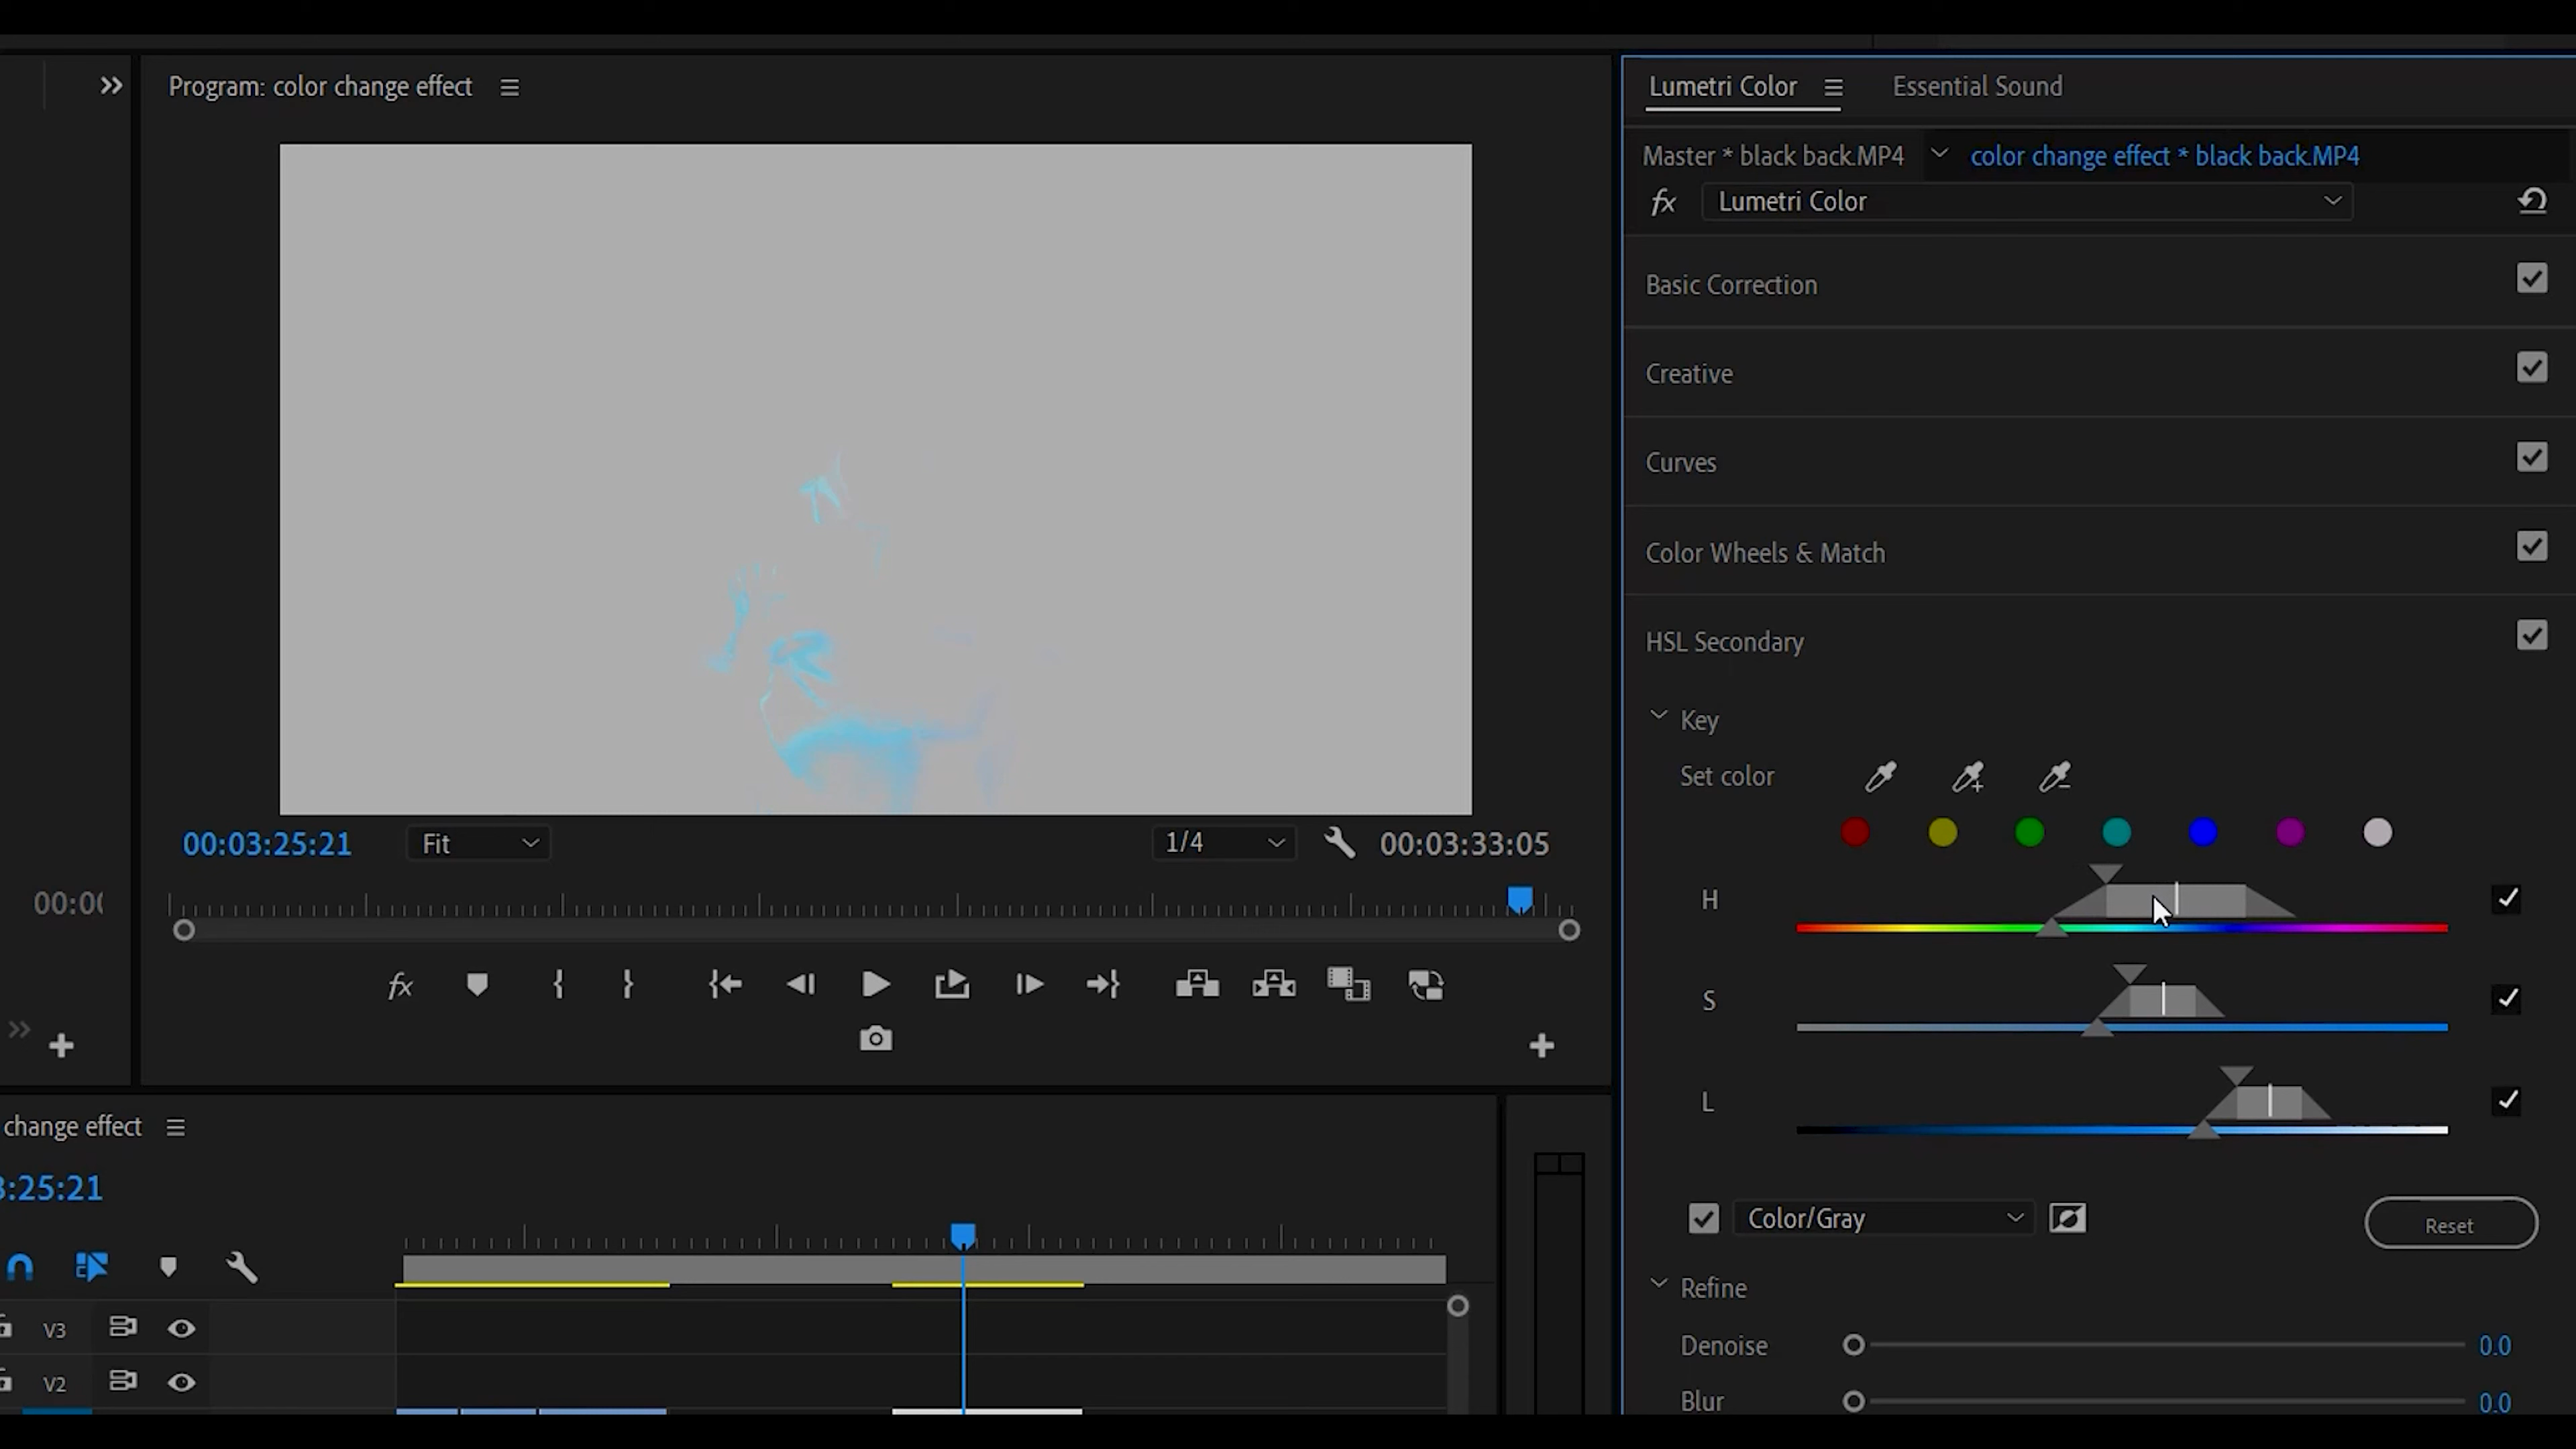 Program: color change effect
Lumetri Color
Essential Sound
Master * black back.MP4
color change effect * black back.MP4
fx
Lumetri Color
Basic Correction
Creative
Curves
Color Wheels & Match
HSL Secondary
Key
Set color
00:03:25:21
Fit
1/4
00:03:33:05
H
S
L
fx
Color/Gray
Reset
Refine
Denoise
0.0
Blur
0.0
change effect
:25:21
V3
V2